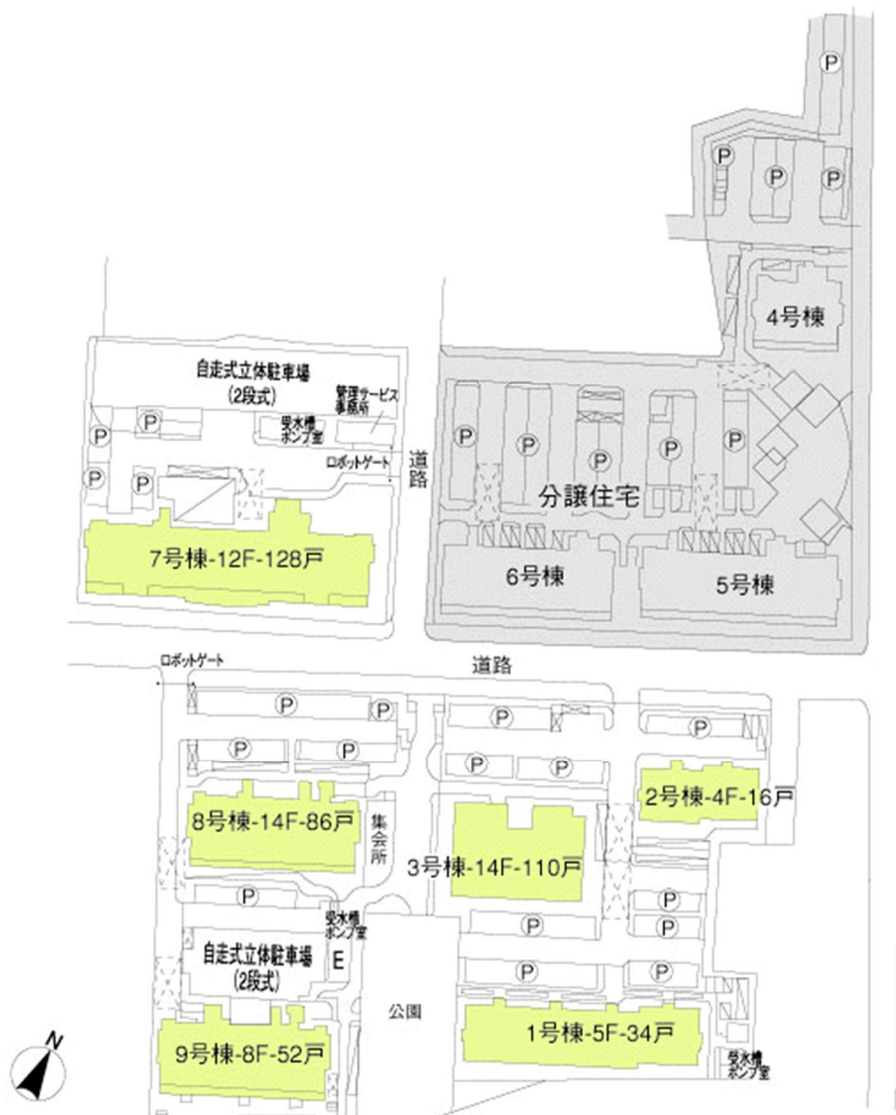 P
P
P
P
4号棟
自走式立体駐車場
(2段式)
管理サービス
事務所
P
P
受水槽
ポンプ室
ロボットゲート
P
P
道路
P
P
P
P
P
分譲住宅
7号棟-12F-128戸
6号棟
5号棟
ロボットゲート
道路
P
P
P
P
P
P
P
P
2号棟-4F-16戸
8号棟-14F-86戸
集会所
3号棟-14F-110戸
P
P
受水槽
ポンプ室
P
P
自走式立体駐車場
(2段式)
E
P
P
公園
9号棟-8F-52戸
1号棟-5F-34戸
受水槽
ポンプ室
N